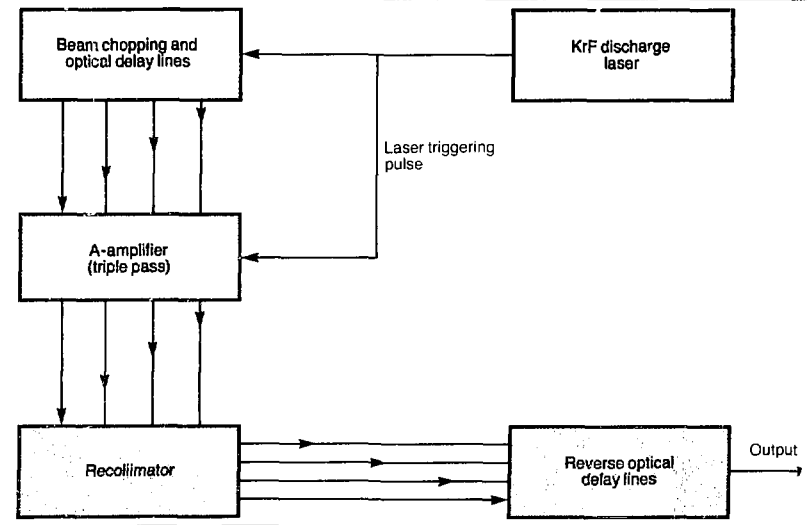 Beam chopping and
optical delay lines
KrF discharge
laser
Laser triggering
pulse
A-amplifier
(triple pass)
Recollimator
Reverse optical
delay lines
Output